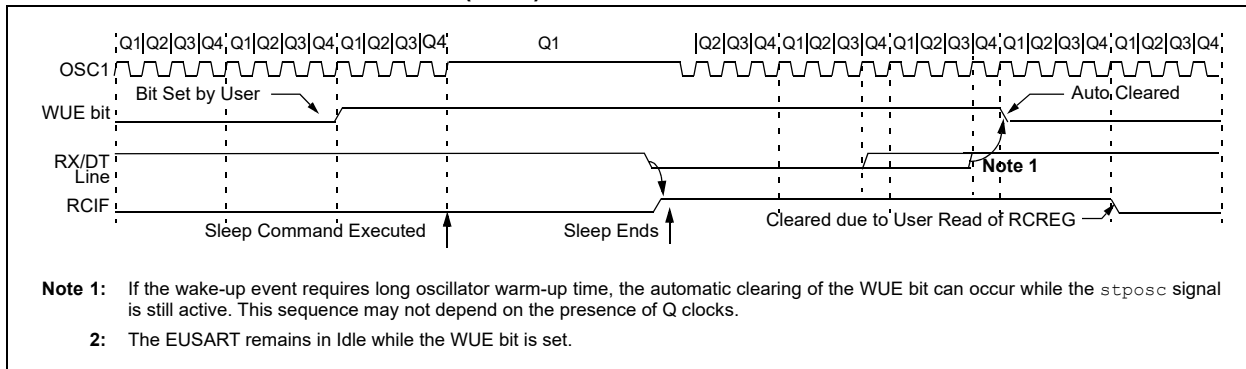 Q1 Q2 Q3 Q4 Q1 Q2 Q3 Q4 Q1 Q2 Q3 Q4 Q1 Q2 Q3 Q4 Q1 Q2 Q3 Q4 Q1 Q2 Q3 Q4 Q1 Q2 Q3 Q4 Q1 Q2 Q3 Q4
OSC1
Bit Set by User Auto Cleared
WUE bit
RX/DT
Line
Note 1
RCIF
Cleared due to User Read of RCREG
Sleep Command Executed Sleep Ends
Note 1: If the wake-up event requires long oscillator warm-up time, the automatic clearing of the WUE bit can occur while the stposc signal
is still active. This sequence may not depend on the presence of Q clocks.
2: The EUSART remains in Idle while the WUE bit is set.